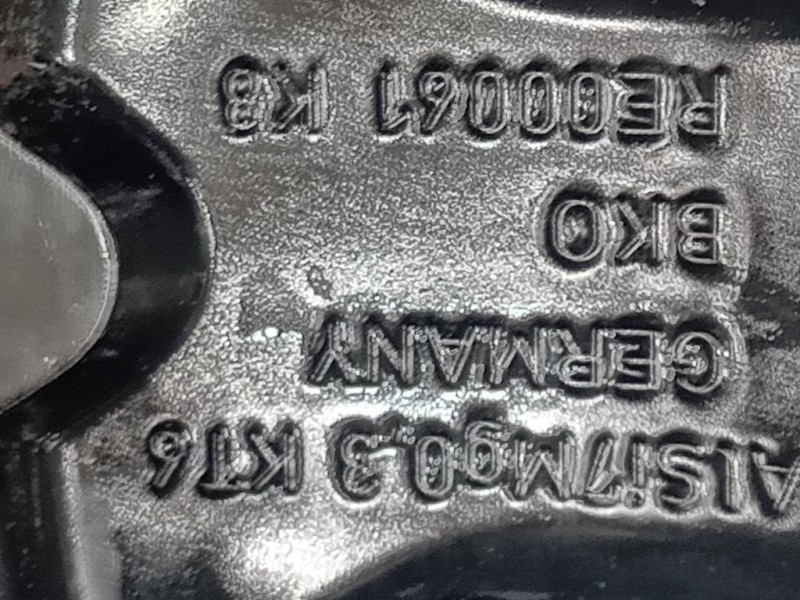 ALSi7Mg0.3 KT6
GERMANY
BKO
RE00061 K8